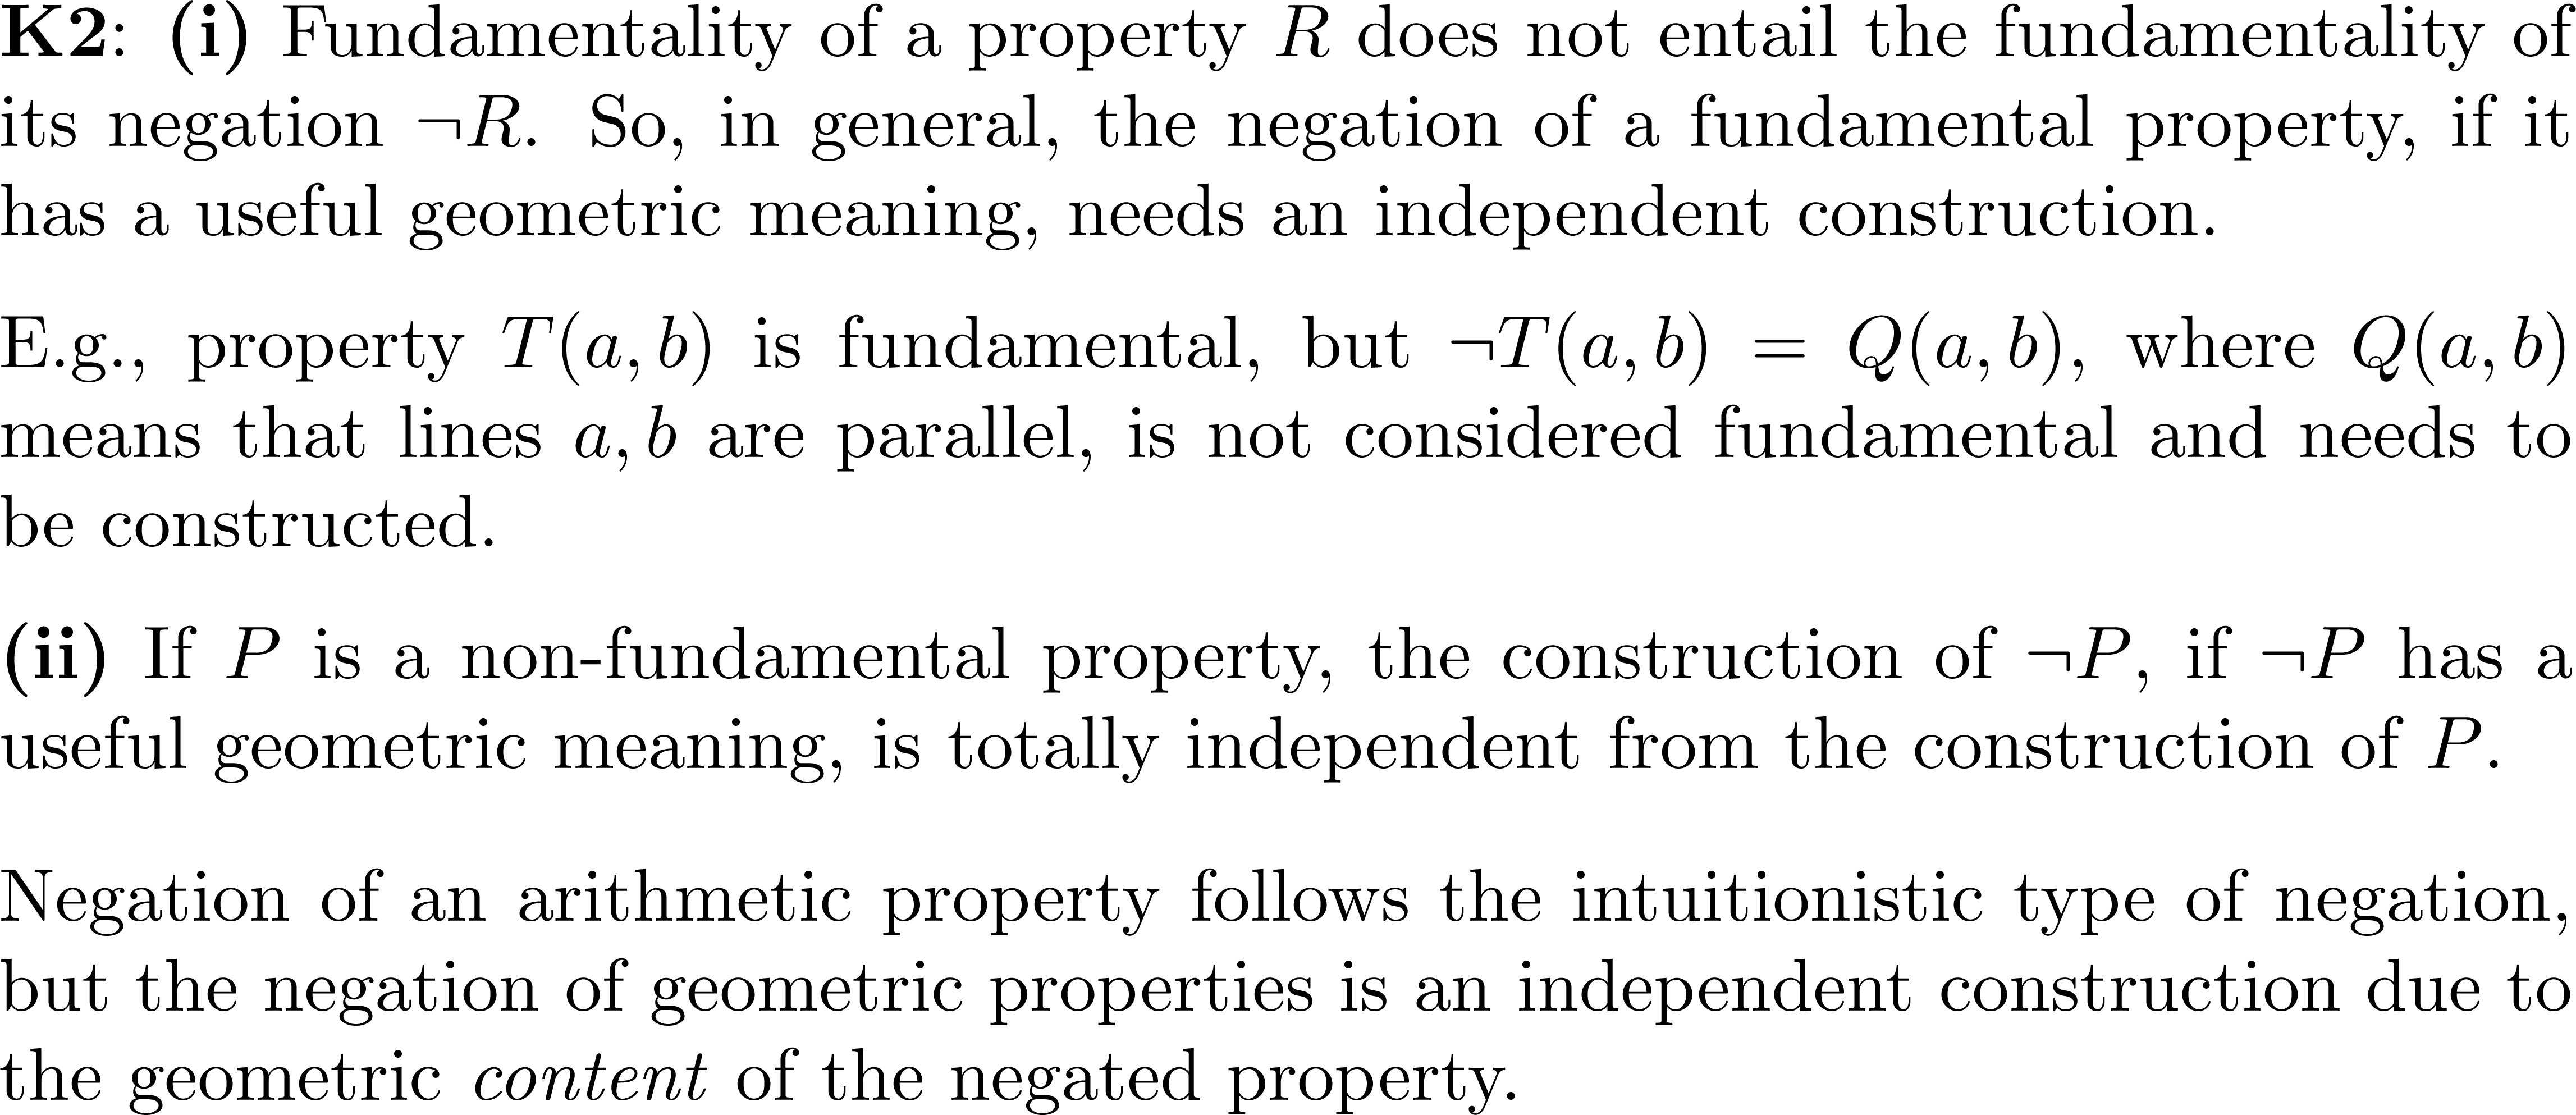 K2: (i) Fundamentality of a property R does not entail the fundamentality of
its negation ¬R. So, in general, the negation of a fundamental property, if it
has a useful geometric meaning, needs an independent construction.
E.g., property T(a, b) is fundamental, but ¬T(a, b) = Q(a, b), where Q(a, b)
means that lines a, b are parallel, is not considered fundamental and needs to
be constructed.
(ii) If P is a non-fundamental property, the construction of ¬P, if ¬P has a
useful geometric meaning, is totally independent from the construction of P.
Negation of an arithmetic property follows the intuitionistic type of negation,
but the negation of geometric properties is an independent construction due to
the geometric content of the negated property.